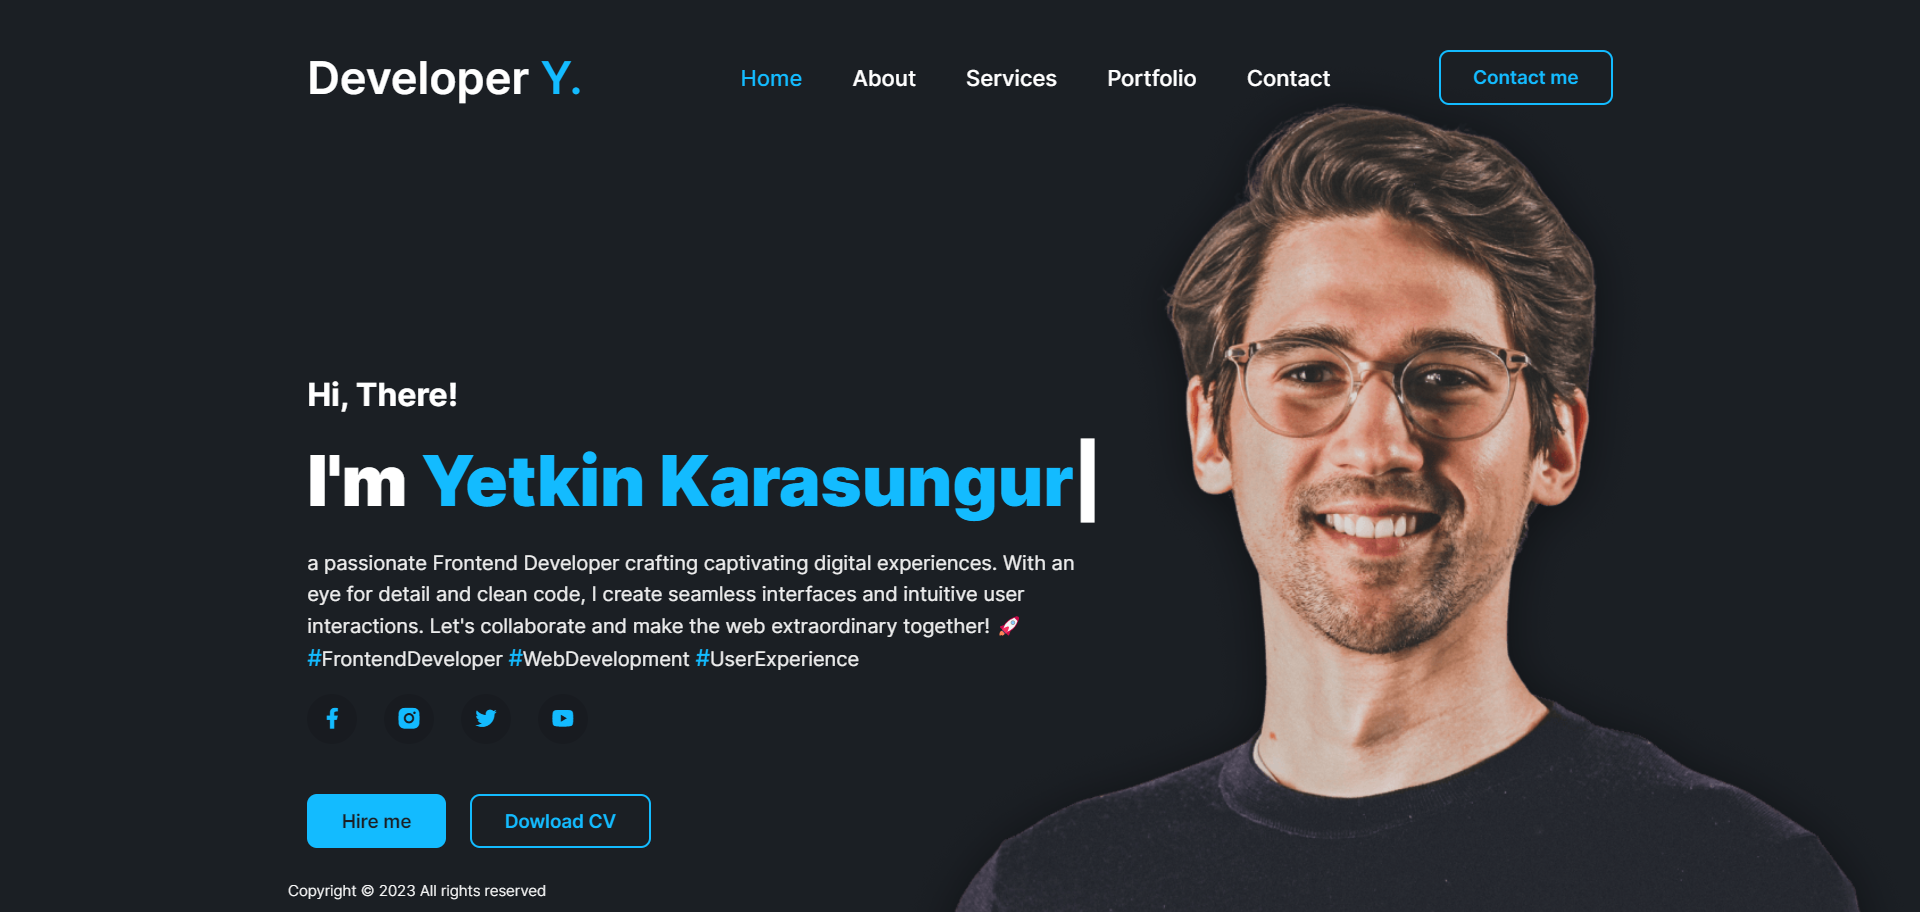 Developer Y.
Home About Services Portfolio Contact
Contact me
Hi, There!
I'm Yetkin Karasungur
a passionate Frontend Developer crafting captivating digital experiences. With an
eye for detail and clean code, I create seamless interfaces and intuitive user
interactions. Let's collaborate and make the web extraordinary together! 🚀
#FrontendDeveloper #WebDevelopment #UserExperience
Hire me
Dowload CV
Copyright © 2023 All rights reserved